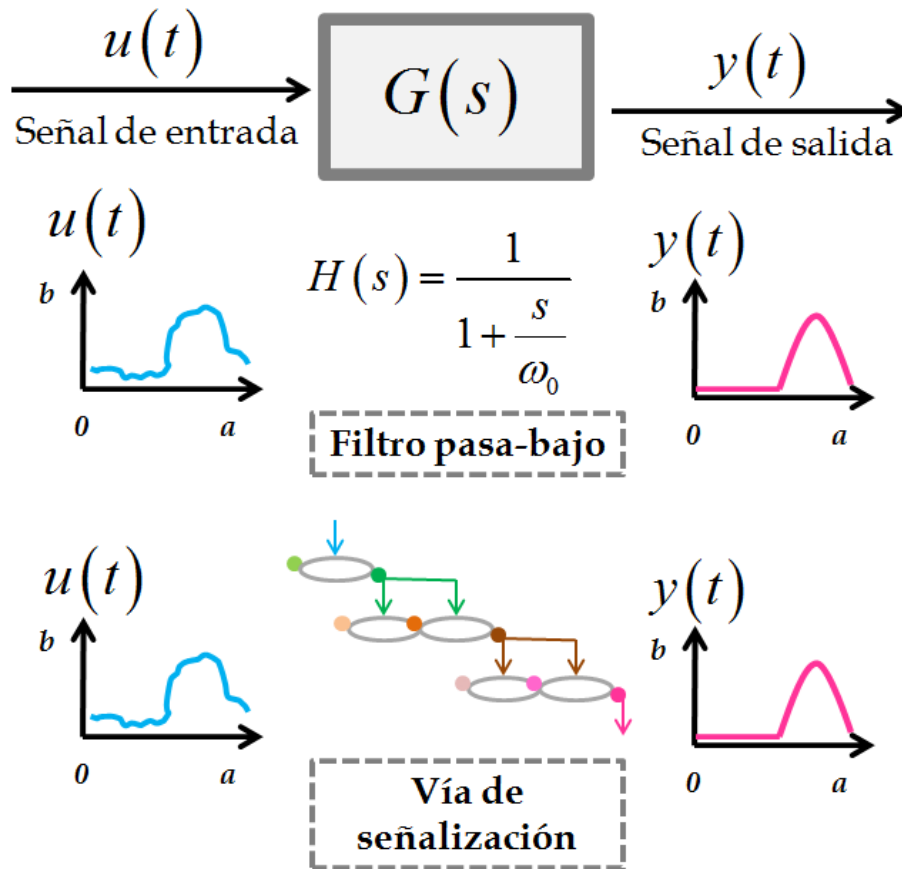 u(t)
G(s)
y(t)
Señal de entrada
Señal de salida
u(t)
b
0
a
H(s) = 1 / (1 + s/ω₀)
Filtro pasa-bajo
y(t)
b
0
a
u(t)
b
0
a
Vía de
señalización
y(t)
b
0
a